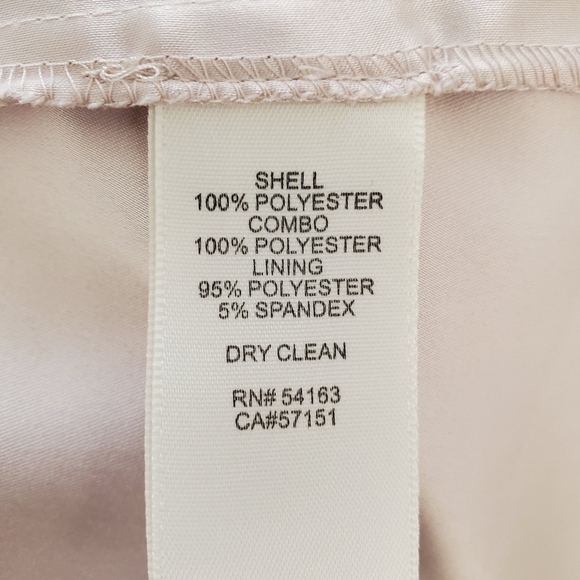 SHELL
100% POLYESTER
COMBO
100% POLYESTER
LINING
95% POLYESTER
5% SPANDEX
DRY CLEAN
RN# 54163
CA#57151